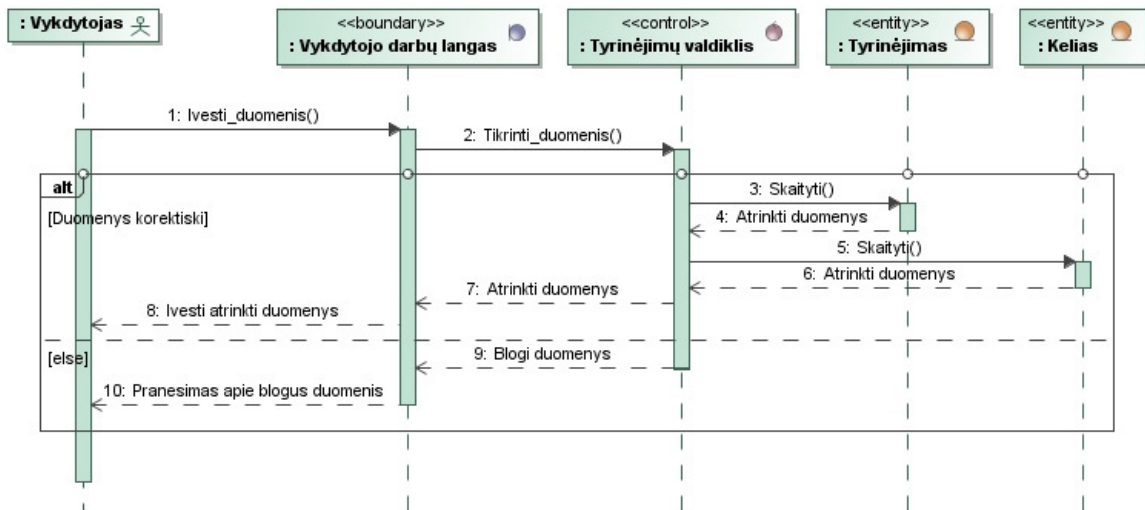 : Vykdytojas
<<boundary>>
: Vykdytojo darbų langas
<<control>>
: Tyrinėjimų valdiklis
<<entity>>
: Tyrinėjimas
<<entity>>
: Kelias
1: Ivesti_duomenis()
2: Tikrinti_duomenis()
alt
[Duomenys korektiski]
3: Skaityti()
4: Atrinkti duomenys
5: Skaityti()
6: Atrinkti duomenys
7: Atrinkti duomenys
8: Ivesti atrinkti duomenys
[else]
9: Blogi duomenys
10: Pranesimas apie blogus duomenis